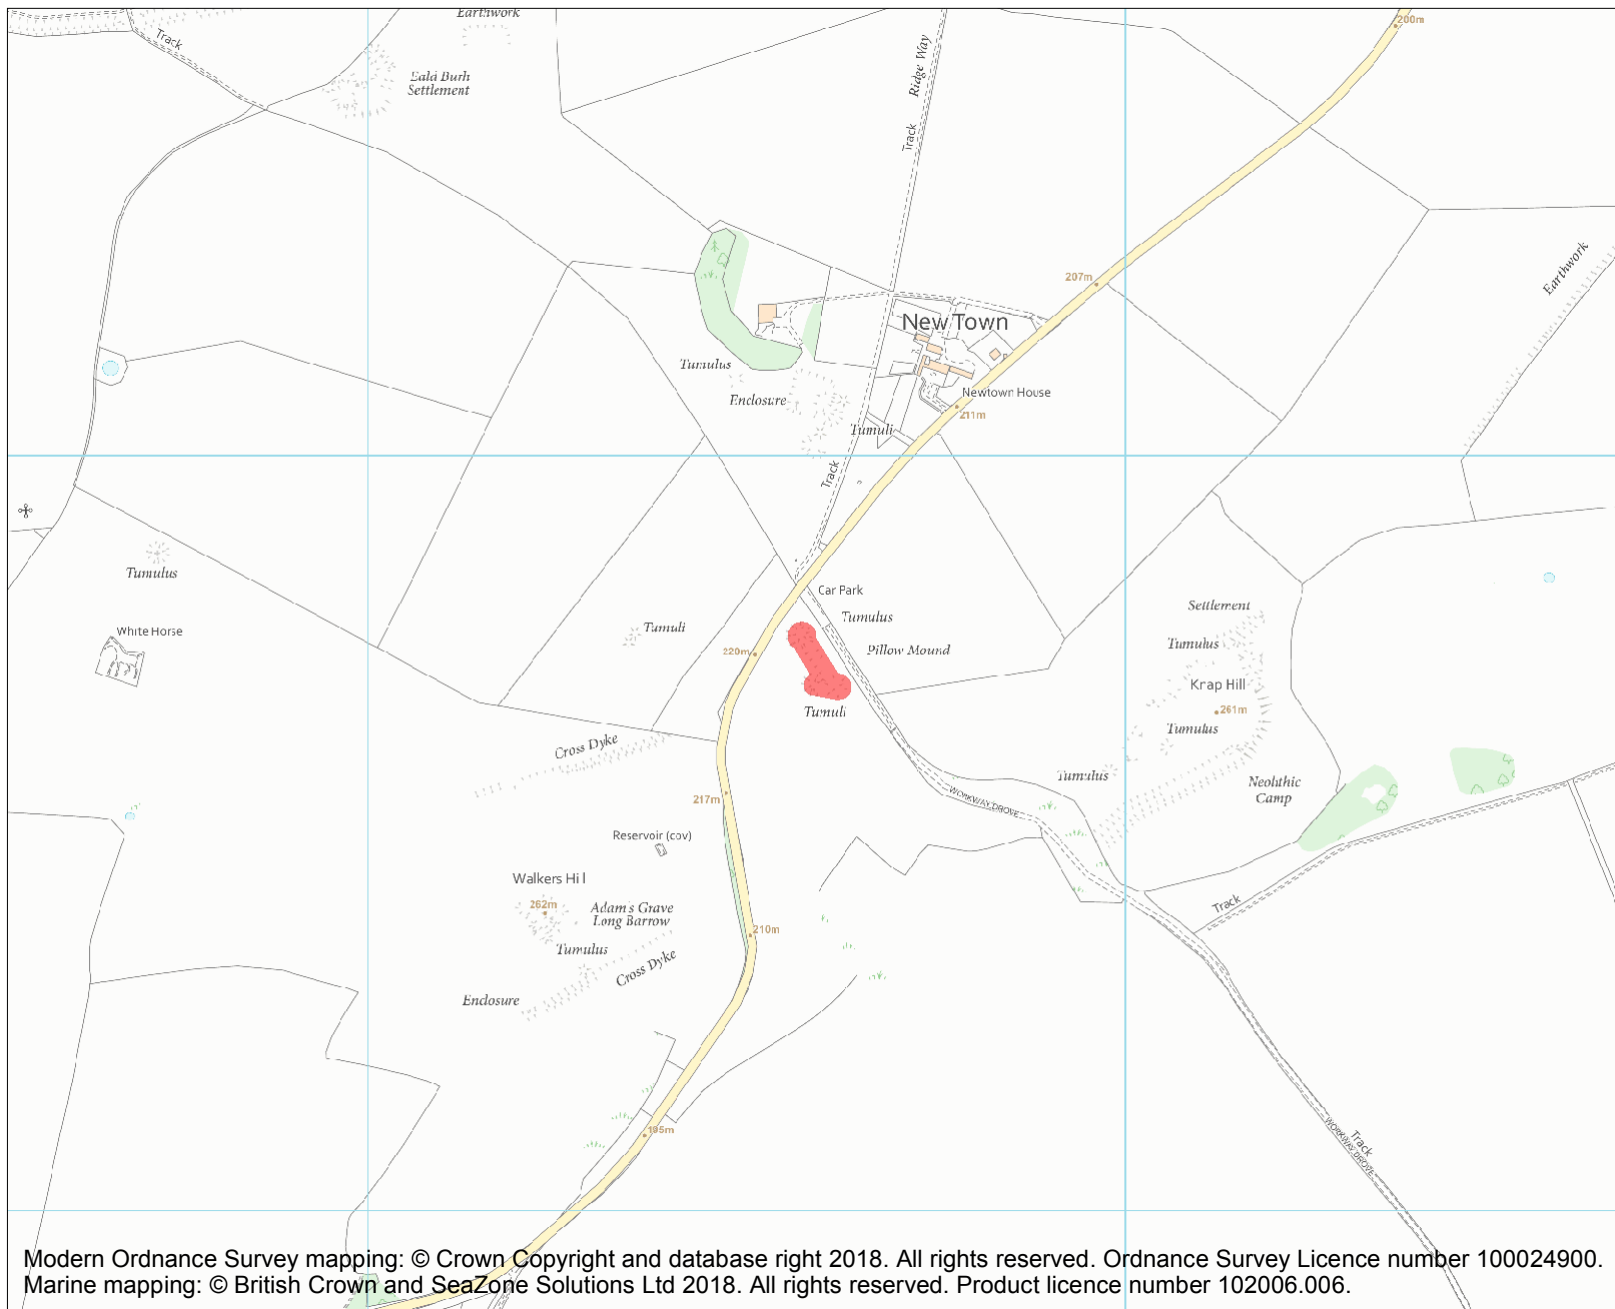 Earthwork
200m
Track
Ridge Way
Bald Burh
Settlement
Track
Earthwork
207m
New Town
Tumulus
Newtown House
Enclosure
211m
Tumuli
Track
Tumulus
Car Park
Settlement
Tumulus
White Horse
Tumuli
Tumulus
Pillow Mound
220m
Knap Hill
261m
Tumuli
Tumulus
Cross Dyke
Tumulus
Neolithic
Camp
217m
WORKWAY DROVE
Reservoir (cov)
Walkers Hill
262m
Adam's Grave
Long Barrow
Track
210m
Tumulus
Cross Dyke
Enclosure
195m
Track
WORKWAY DROVE
Modern Ordnance Survey mapping: © Crown Copyright and database right 2018. All rights reserved. Ordnance Survey Licence number 100024900.
Marine mapping: © British Crown and SeaZone Solutions Ltd 2018. All rights reserved. Product licence number 102006.006.